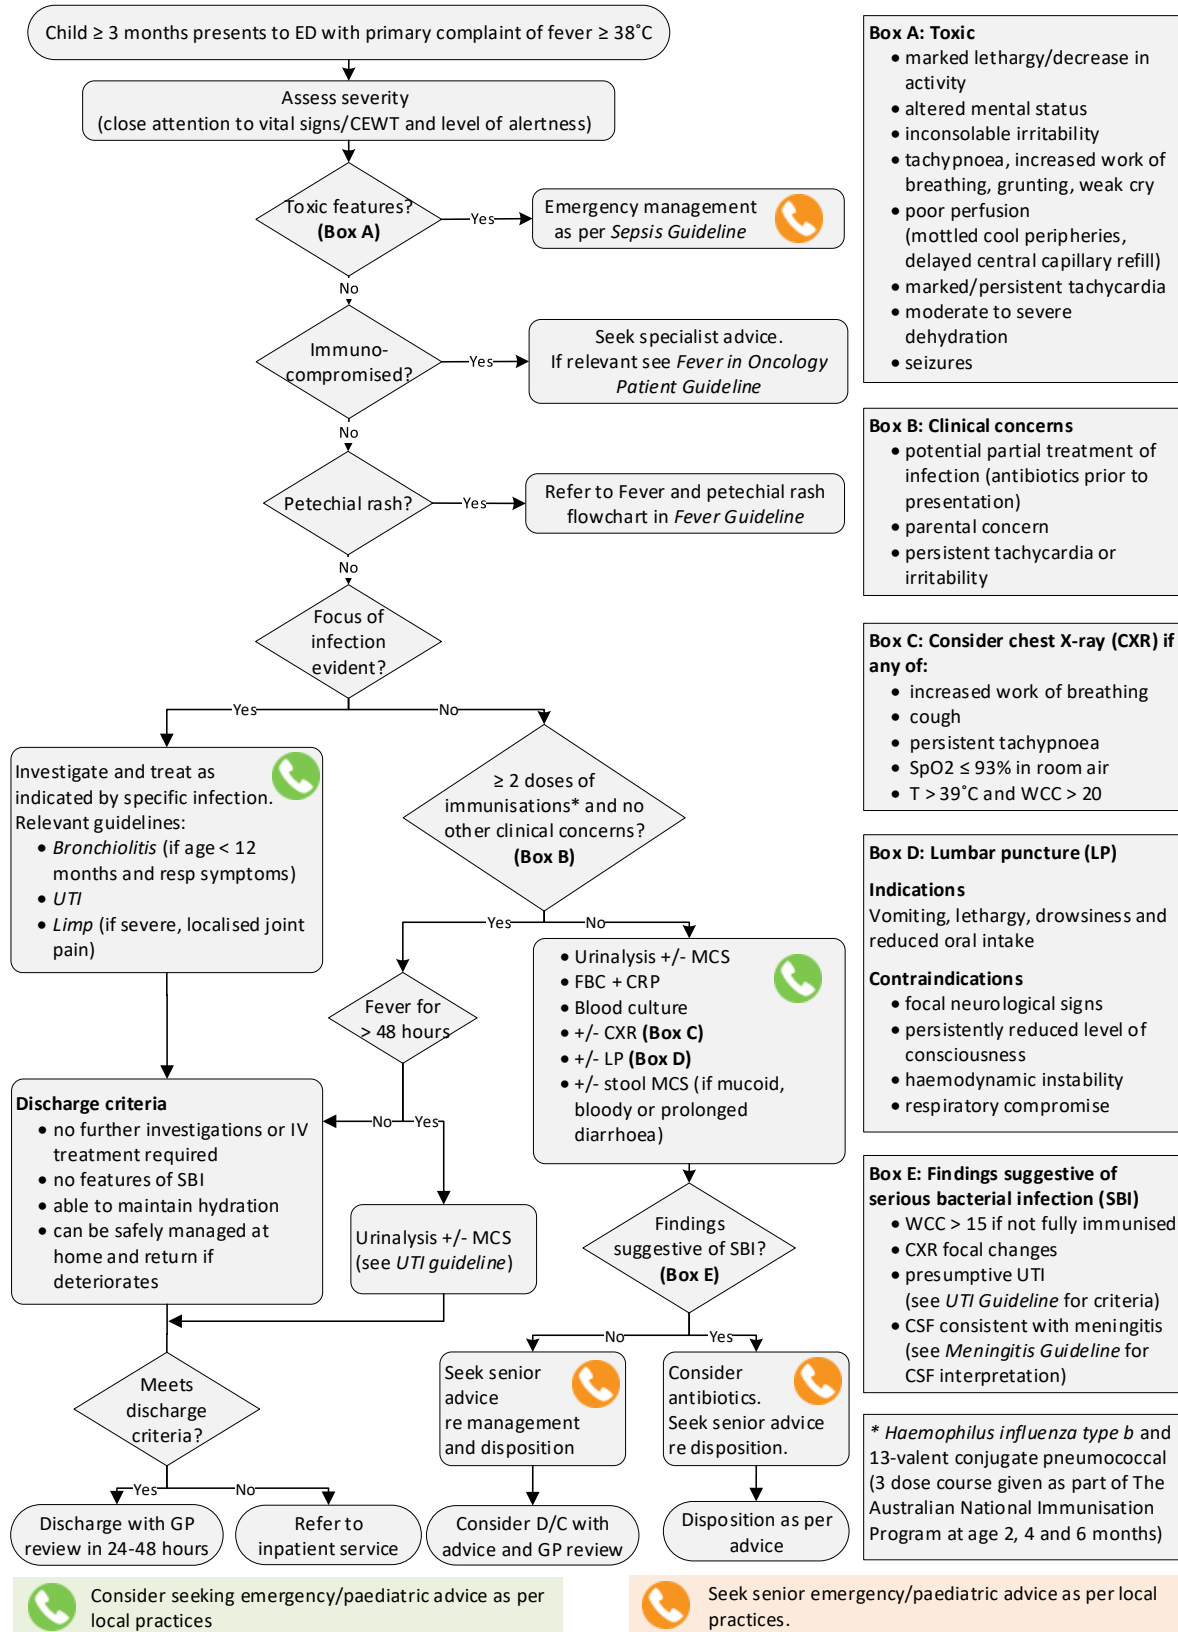 Child ≥ 3 months presents to ED with primary complaint of fever ≥ 38˚C
Assess severity
(close attention to vital signs/CEWT and level of alertness)
Toxic features?
(Box A)
Yes
Emergency management
as per Sepsis Guideline
No
Immuno-
compromised?
Yes
Seek specialist advice.
If relevant see Fever in Oncology
Patient Guideline
No
Petechial rash?
Yes
Refer to Fever and petechial rash
flowchart in Fever Guideline
No
Focus of
infection
evident?
Yes
No
Investigate and treat as
indicated by specific infection.
Relevant guidelines:
• Bronchiolitis (if age < 12
months and resp symptoms)
• UTI
• Limp (if severe, localised joint
pain)
≥ 2 doses of
immunisations* and no
other clinical concerns?
(Box B)
Yes
No
Fever for
> 48 hours
• Urinalysis +/- MCS
• FBC + CRP
• Blood culture
• +/- CXR (Box C)
• +/- LP (Box D)
• +/- stool MCS (if mucoid,
bloody or prolonged
diarrhoea)
No
Yes
Discharge criteria
• no further investigations or IV
treatment required
• no features of SBI
• able to maintain hydration
• can be safely managed at
home and return if
deteriorates
Urinalysis +/- MCS
(see UTI guideline)
Findings
suggestive of SBI?
(Box E)
No
Yes
Seek senior
advice
re management
and disposition
Consider
antibiotics.
Seek senior advice
re disposition.
Meets
discharge
criteria?
Yes
No
Discharge with GP
review in 24-48 hours
Refer to
inpatient service
Consider D/C with
advice and GP review
Disposition as per
advice
Box A: Toxic
• marked lethargy/decrease in
activity
• altered mental status
• inconsolable irritability
• tachypnoea, increased work of
breathing, grunting, weak cry
• poor perfusion
(mottled cool peripheries,
delayed central capillary refill)
• marked/persistent tachycardia
• moderate to severe
dehydration
• seizures
Box B: Clinical concerns
• potential partial treatment of
infection (antibiotics prior to
presentation)
• parental concern
• persistent tachycardia or
irritability
Box C: Consider chest X-ray (CXR) if
any of:
• increased work of breathing
• cough
• persistent tachypnoea
• SpO2 ≤ 93% in room air
• T > 39˚C and WCC > 20
Box D: Lumbar puncture (LP)
Indications
Vomiting, lethargy, drowsiness and
reduced oral intake
Contraindications
• focal neurological signs
• persistently reduced level of
consciousness
• haemodynamic instability
• respiratory compromise
Box E: Findings suggestive of
serious bacterial infection (SBI)
• WCC > 15 if not fully immunised
• CXR focal changes
• presumptive UTI
(see UTI Guideline for criteria)
• CSF consistent with meningitis
(see Meningitis Guideline for
CSF interpretation)
* Haemophilus influenza type b and
13-valent conjugate pneumococcal
(3 dose course given as part of The
Australian National Immunisation
Program at age 2, 4 and 6 months)
Consider seeking emergency/paediatric advice as per
local practices
Seek senior emergency/paediatric advice as per local
practices.